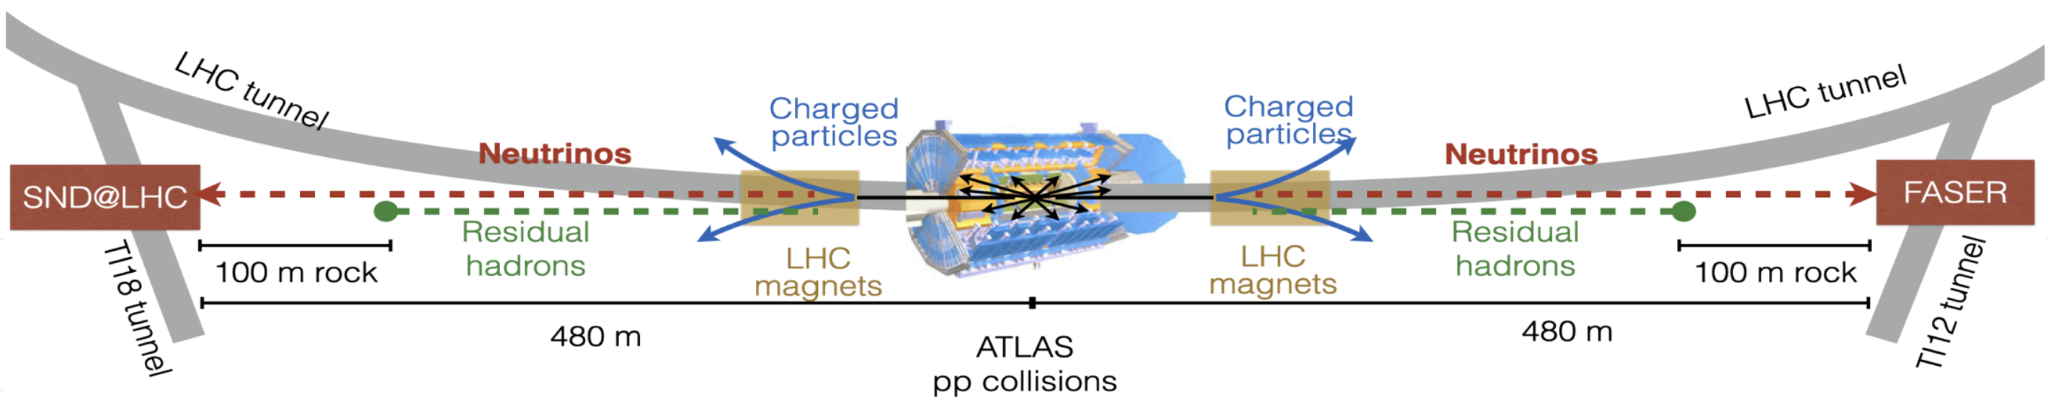 LHC tunnel
Neutrinos
Charged
particles
SND@LHC
Residual
hadrons
LHC
magnets
100 m rock
TI18 tunnel
480 m
ATLAS
pp collisions
Charged
particles
Neutrinos
LHC tunnel
FASER
Residual
hadrons
LHC
magnets
100 m rock
TI12 tunnel
480 m